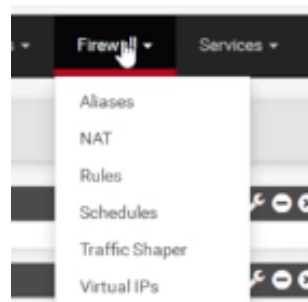 Firewall
Services
Aliases
NAT
Rules
Schedules
Traffic Shaper
Virtual IPs